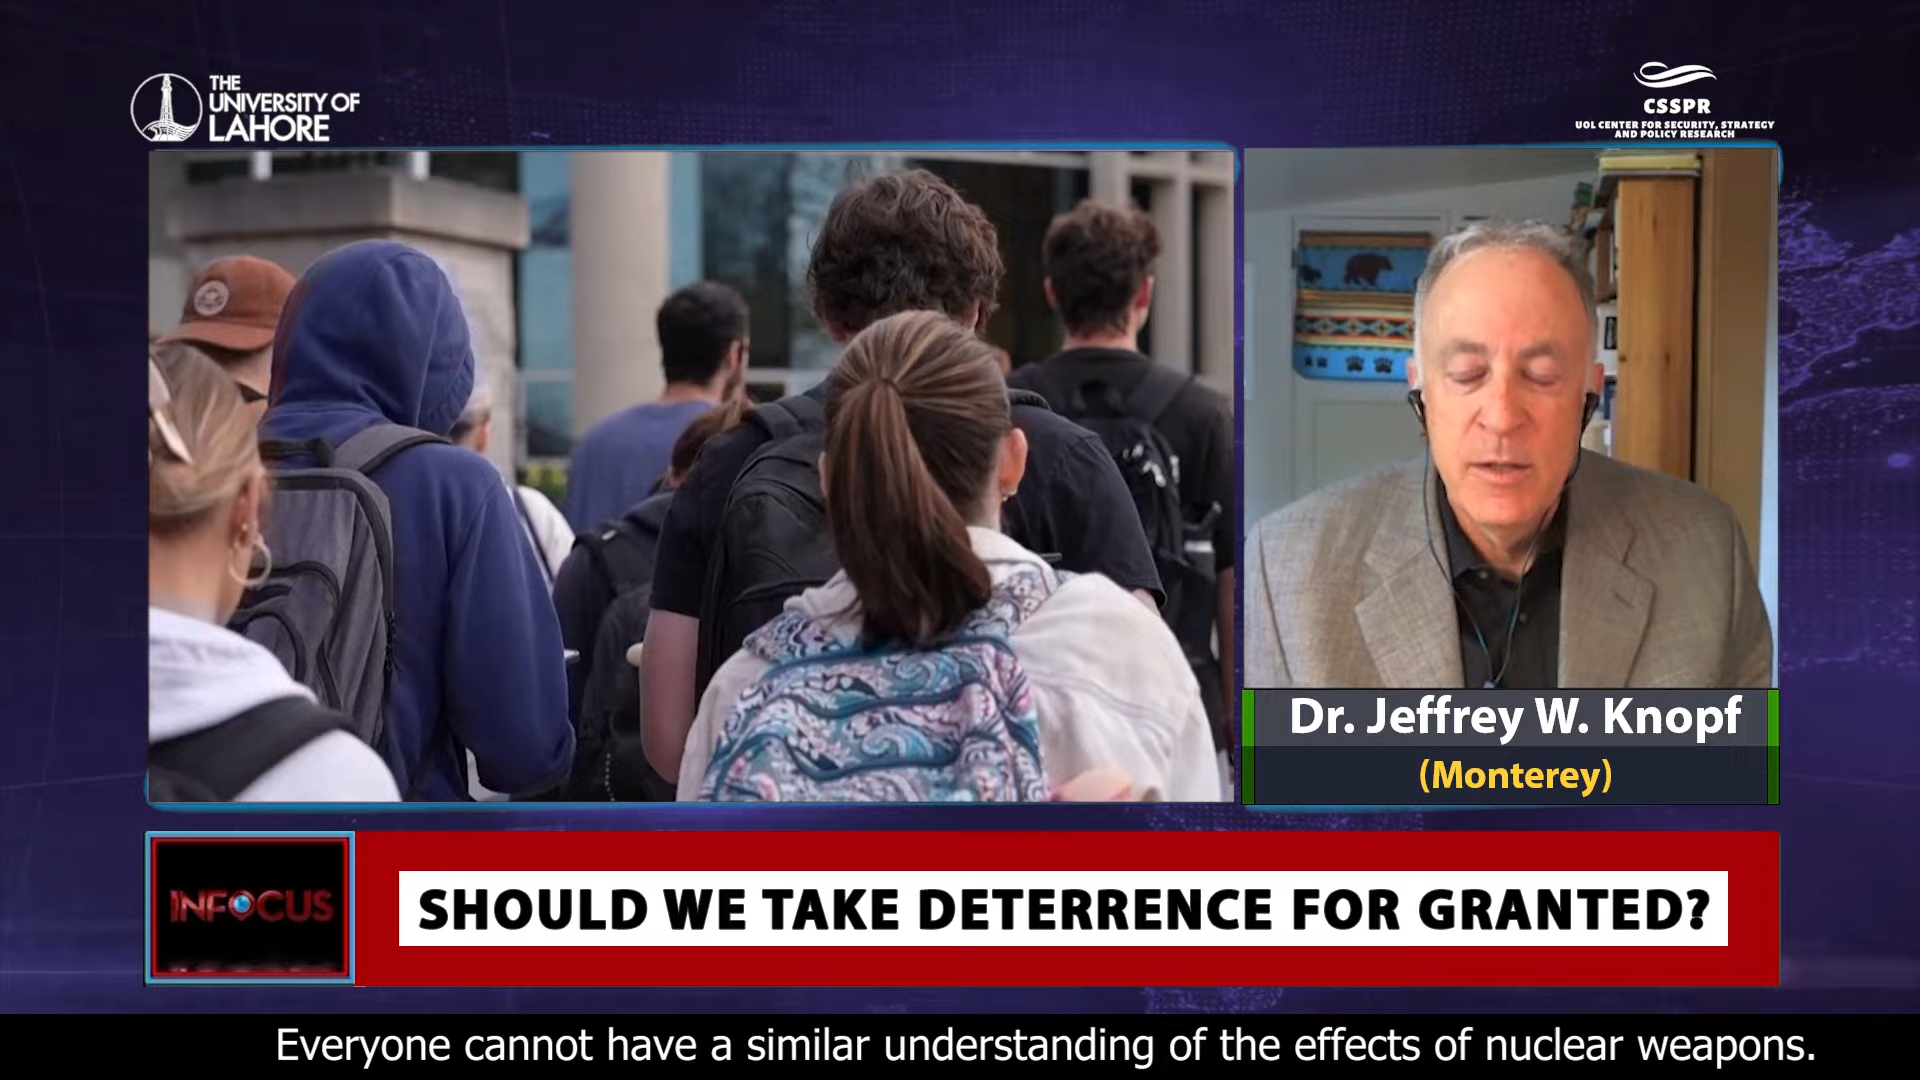 THE
UNIVERSITY OF
LAHORE
CSSPR
UOL CENTER FOR SECURITY, STRATEGY
AND POLICY RESEARCH
Dr. Jeffrey W. Knopf
(Monterey)
INFOCUS
SHOULD WE TAKE DETERRENCE FOR GRANTED?
Everyone cannot have a similar understanding of the effects of nuclear weapons.